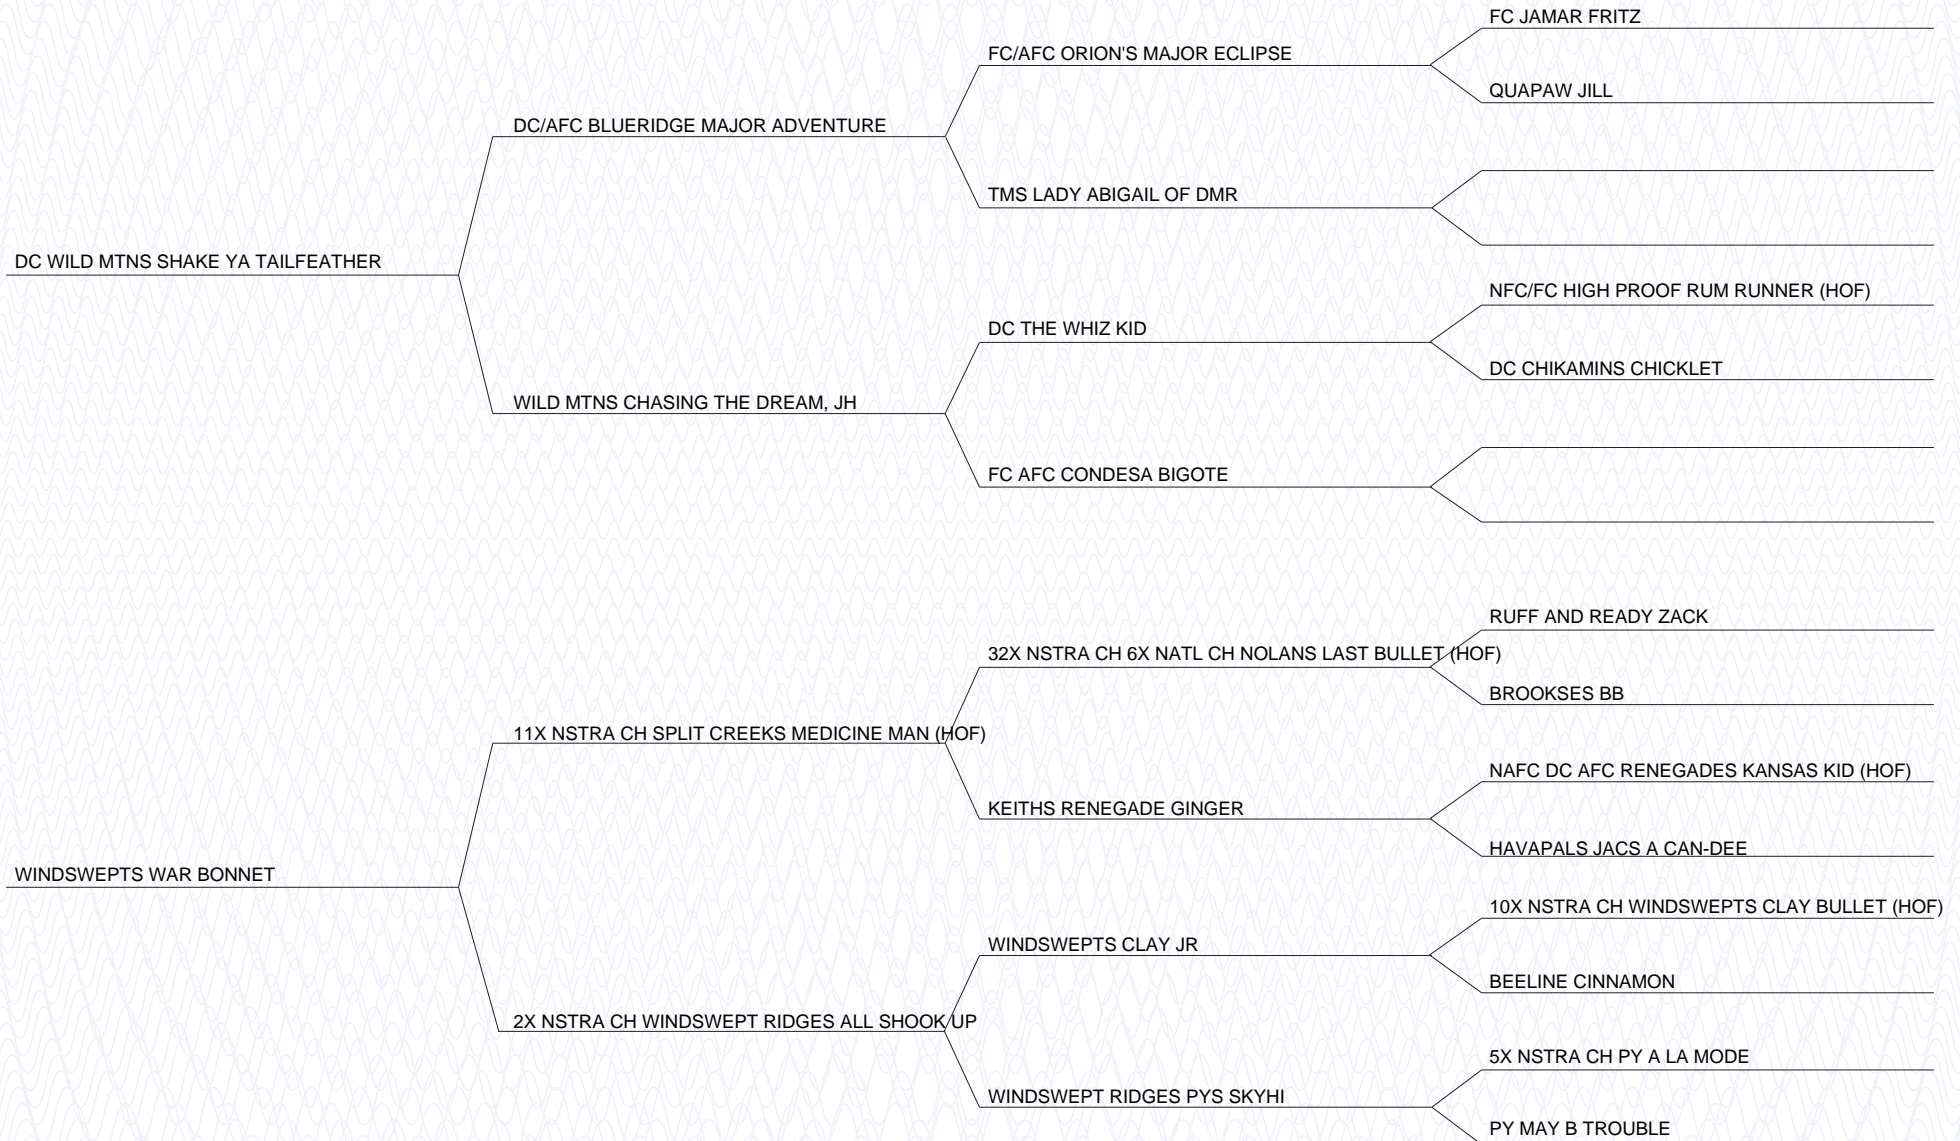 FC JAMAR FRITZ
FC/AFC ORION'S MAJOR ECLIPSE
QUAPAW JILL
DC/AFC BLUERIDGE MAJOR ADVENTURE
TMS LADY ABIGAIL OF DMR
DC WILD MTNS SHAKE YA TAILFEATHER
NFC/FC HIGH PROOF RUM RUNNER (HOF)
DC THE WHIZ KID
DC CHIKAMINS CHICKLET
WILD MTNS CHASING THE DREAM, JH
FC AFC CONDESA BIGOTE
RUFF AND READY ZACK
32X NSTRA CH 6X NATL CH NOLANS LAST BULLET (HOF)
BROOKSES BB
11X NSTRA CH SPLIT CREEKS MEDICINE MAN (HOF)
NAFC DC AFC RENEGADES KANSAS KID (HOF)
KEITHS RENEGADE GINGER
HAVAPALS JACS A CAN-DEE
WINDSWEPTS WAR BONNET
10X NSTRA CH WINDSWEPTS CLAY BULLET (HOF)
WINDSWEPTS CLAY JR
BEELINE CINNAMON
2X NSTRA CH WINDSWEPT RIDGES ALL SHOOK UP
5X NSTRA CH PY A LA MODE
WINDSWEPT RIDGES PYS SKYHI
PY MAY B TROUBLE